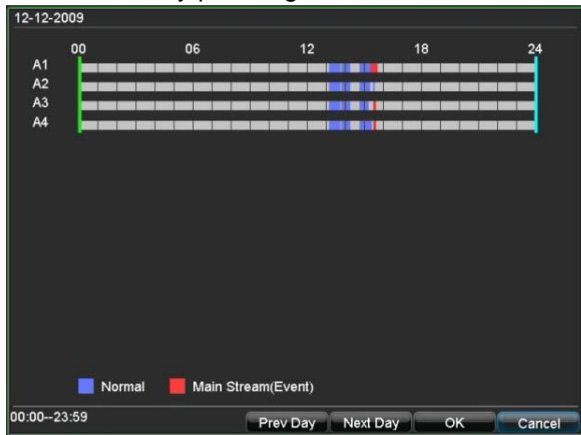 12-12-2009
00 06 12 18 24
A1
A2
A3
A4
Normal Main Stream(Event)
00:00--23:59 Prev Day Next Day OK Cancel